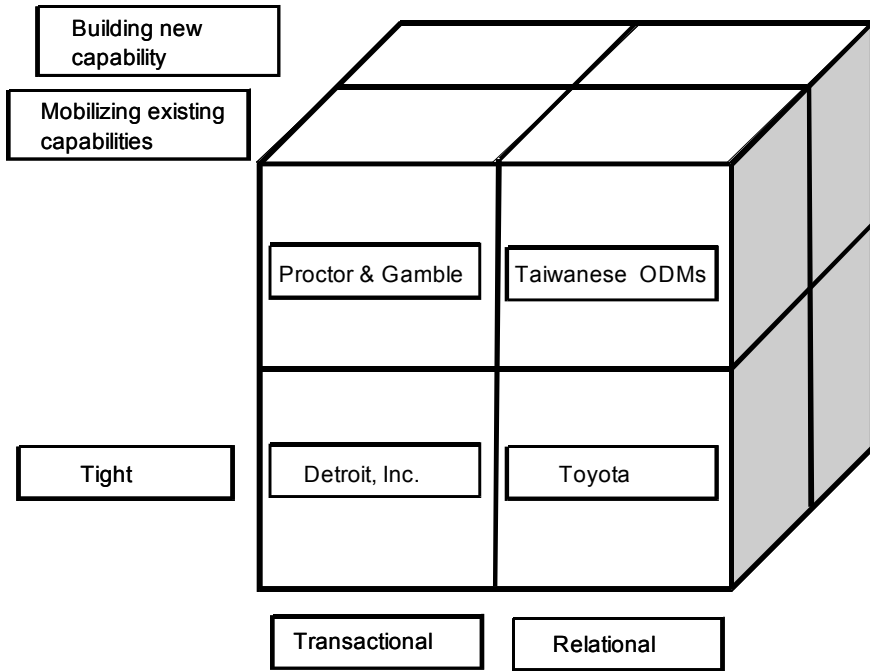 Building new
capability
Mobilizing existing
capabilities
Proctor & Gamble
Taiwanese ODMs
Tight
Detroit, Inc.
Toyota
Transactional
Relational